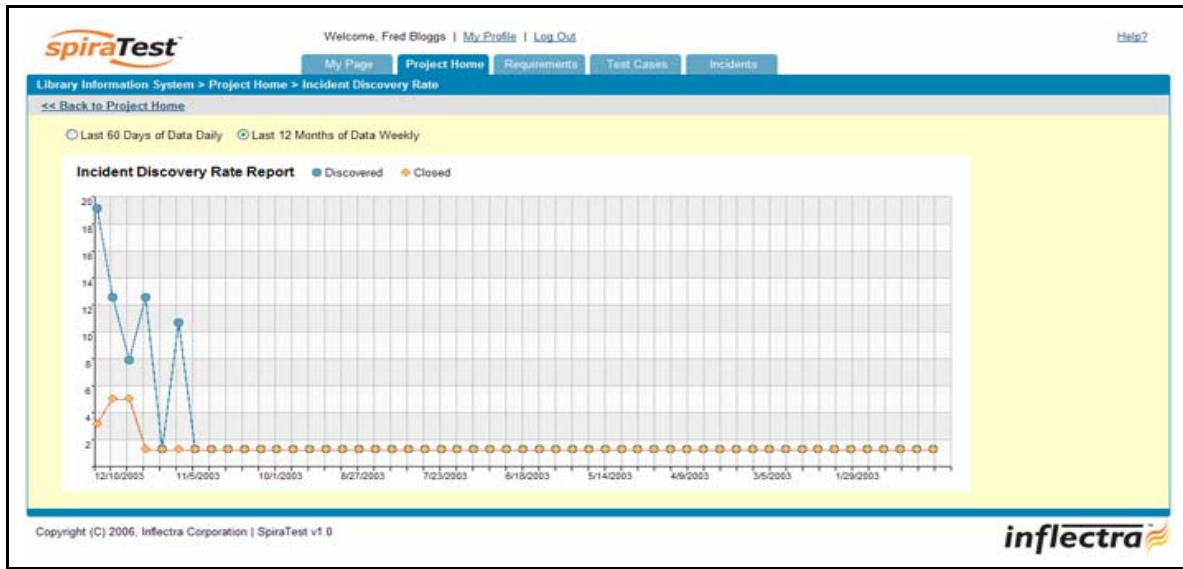 spiraTest
Welcome, Fred Bloggs | My Profile | Log Out
Help?
My Page Project Home Requirements Test Cases Incidents
Library Information System > Project Home > Incident Discovery Rate
<< Back to Project Home
Last 60 Days of Data Daily Last 12 Months of Data Weekly
Incident Discovery Rate Report Discovered Closed
20
18
16
14
12
10
8
6
4
2
12/10/2003 11/5/2003 10/1/2003 8/27/2003 7/23/2003 6/18/2003 5/14/2003 4/9/2003 3/5/2003 1/29/2003
Copyright (C) 2006, Inflectra Corporation | SpiraTest v1.0
inflectra